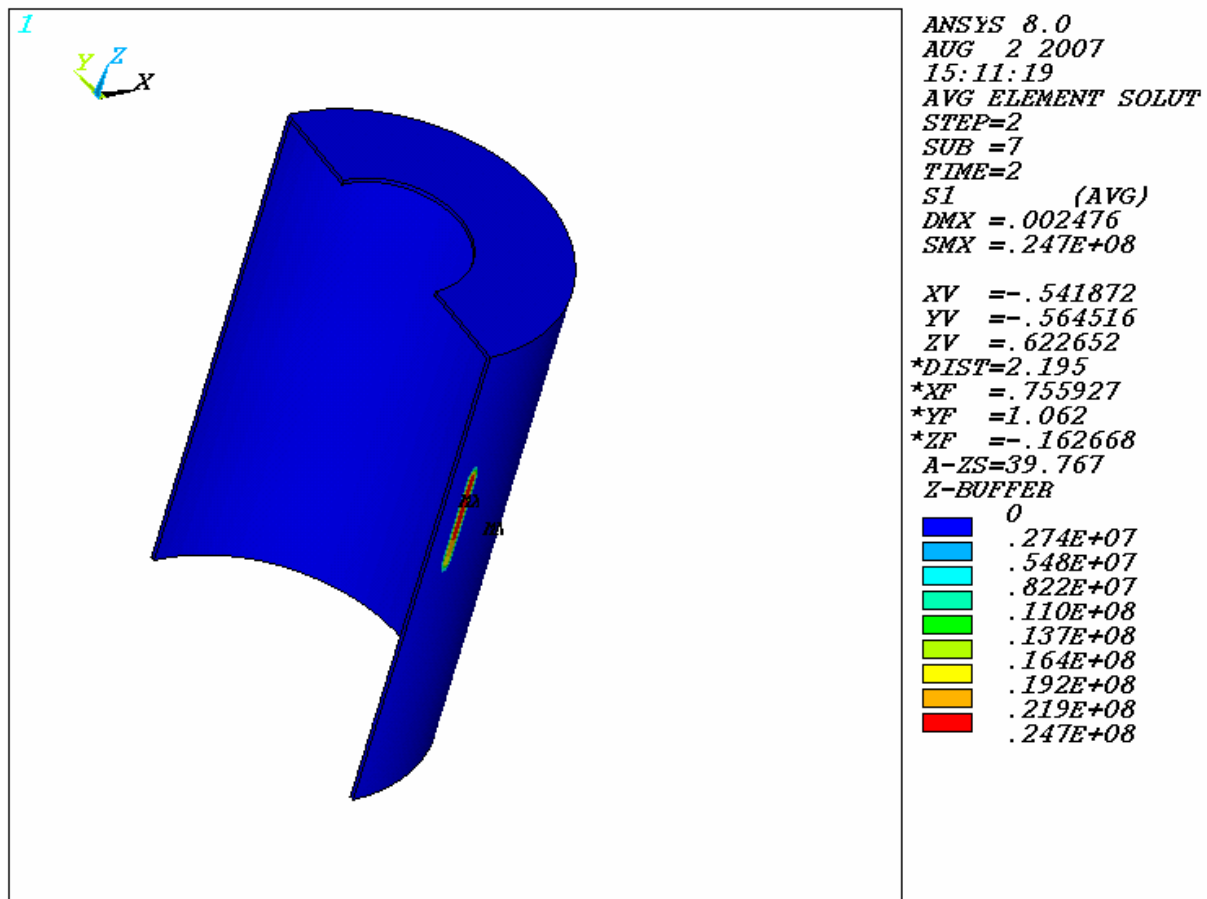 1
Y
Z
X
ANSYS 8.0
AUG 2 2007
15:11:19
AVG ELEMENT SOLUT
STEP=2
SUB =7
TIME=2
S1 (AVG)
DMX =.002476
SMX =.247E+08
XV =-.541872
YV =-.564516
ZV =.622652
*DIST=2.195
*XF =.755927
*YF =1.062
*ZF =-.162668
A-ZS=39.767
Z-BUFFER
0
.274E+07
.548E+07
.822E+07
.110E+08
.137E+08
.164E+08
.192E+08
.219E+08
.247E+08